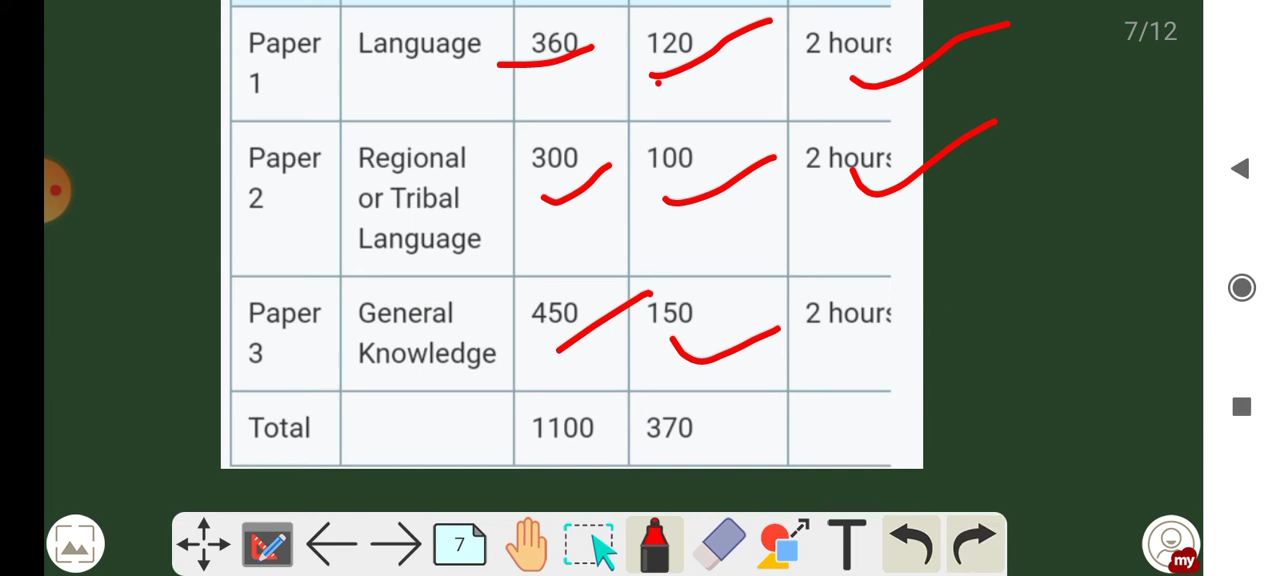 7/12
Paper 1 Language 360 120 2 hours
Paper 2 Regional or Tribal Language 300 100 2 hours
Paper 3 General Knowledge 450 150 2 hours
Total 1100 370
7
T
my